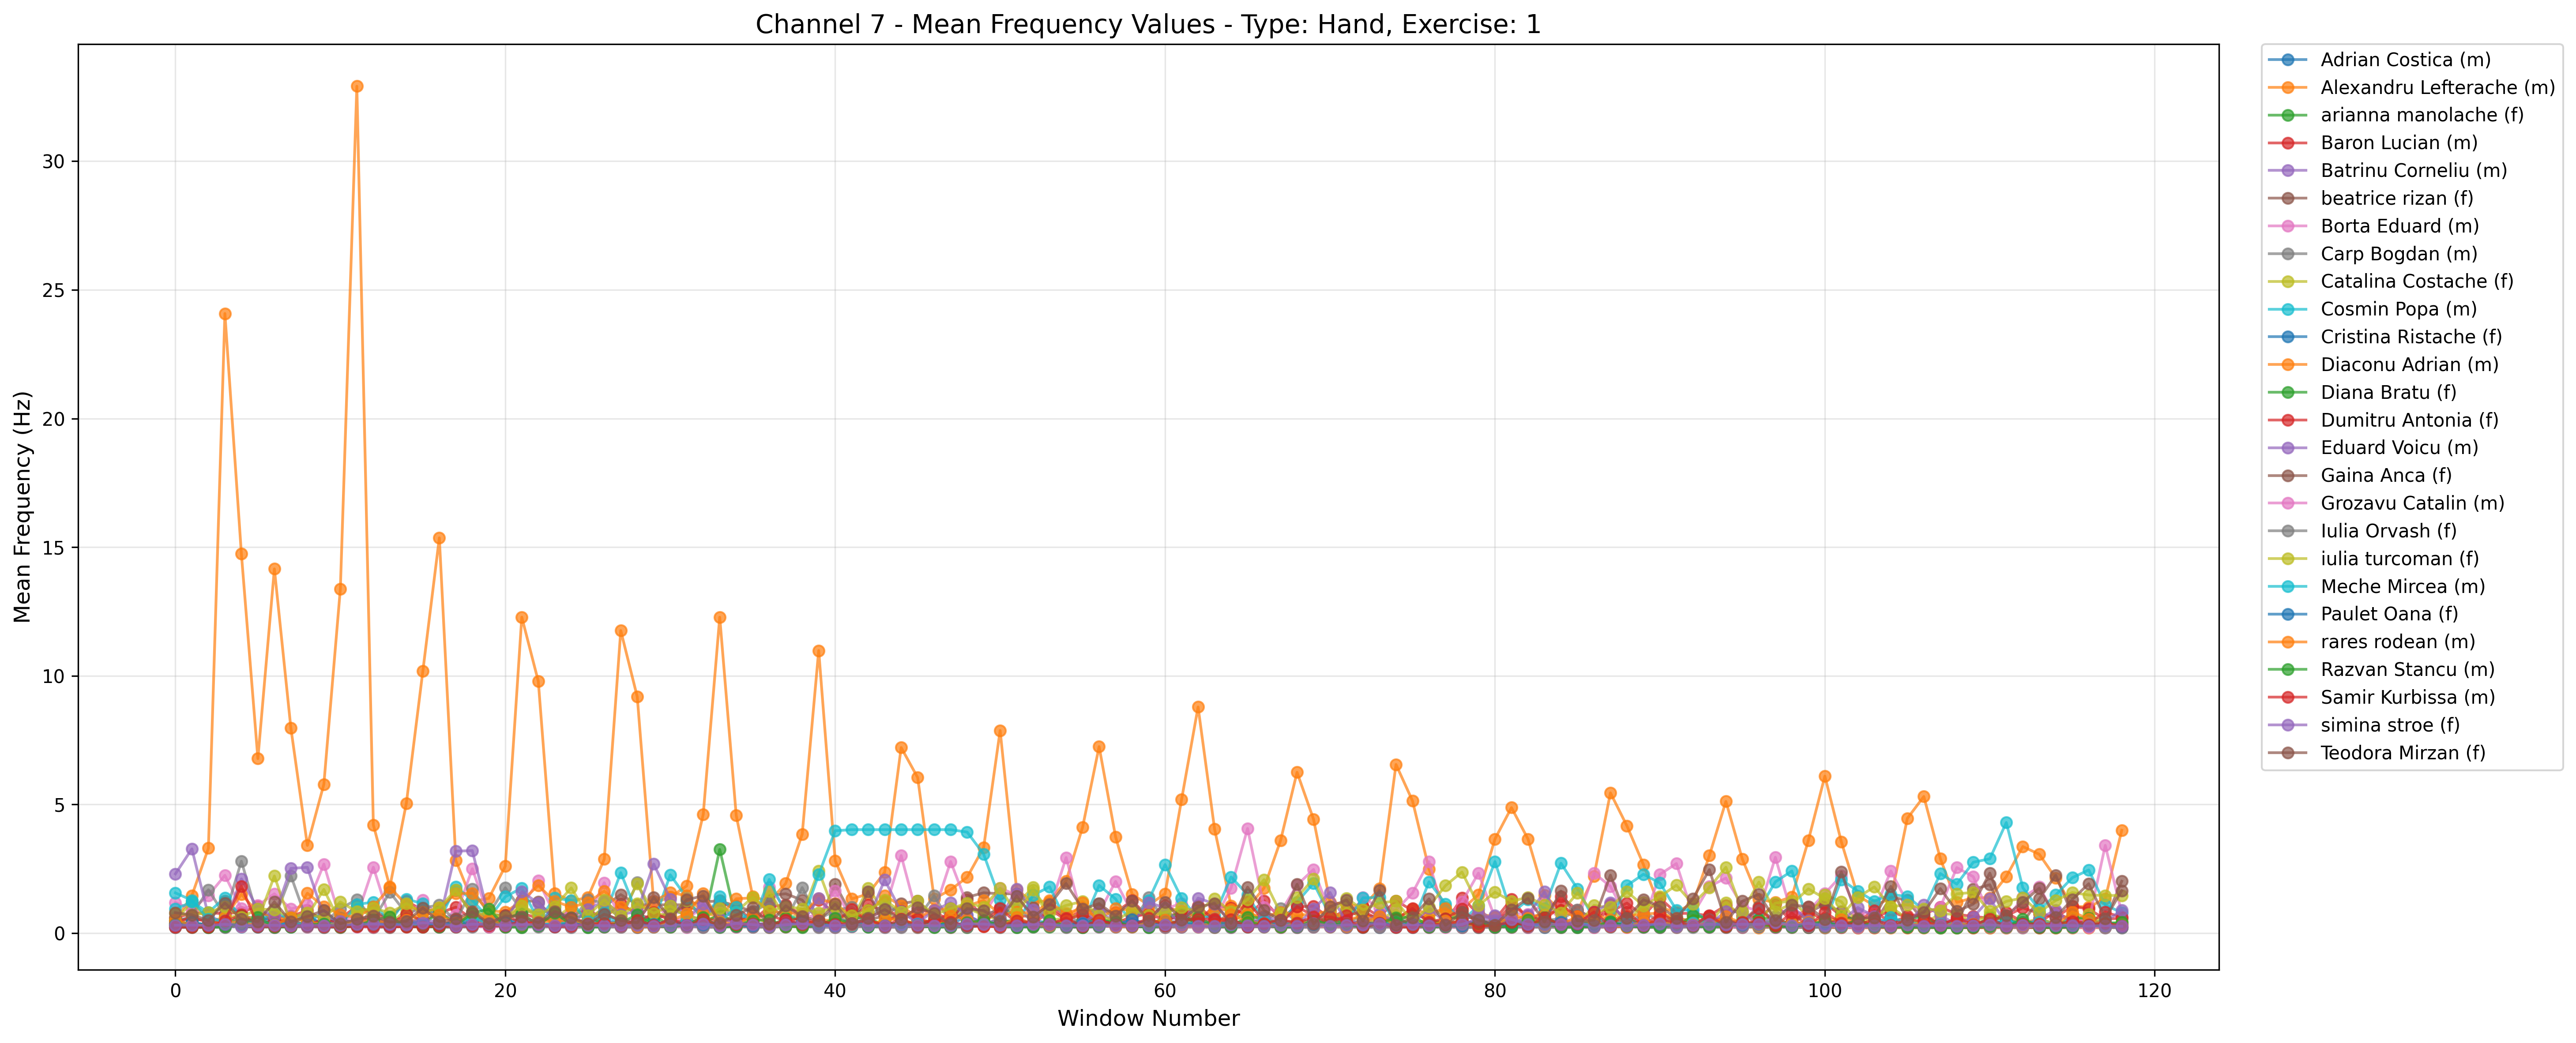 Channel 7 - Mean Frequency Values - Type: Hand, Exercise: 1
Mean Frequency (Hz)
30
25
20
15
10
5
0
0
20
40
60
80
100
120
Window Number
Adrian Costica (m)
Alexandru Lefterache (m)
arianna manolache (f)
Baron Lucian (m)
Batrinu Corneliu (m)
beatrice rizan (f)
Borta Eduard (m)
Carp Bogdan (m)
Catalina Costache (f)
Cosmin Popa (m)
Cristina Ristache (f)
Diaconu Adrian (m)
Diana Bratu (f)
Dumitru Antonia (f)
Eduard Voicu (m)
Gaina Anca (f)
Grozavu Catalin (m)
Iulia Orvash (f)
iulia turcoman (f)
Meche Mircea (m)
Paulet Oana (f)
rares rodean (m)
Razvan Stancu (m)
Samir Kurbissa (m)
simina stroe (f)
Teodora Mirzan (f)